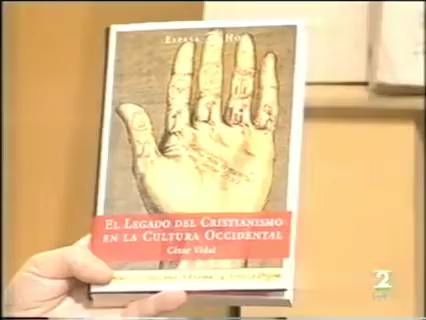 ESPASA HOY
EL LEGADO DEL CRISTIANISMO
EN LA CULTURA OCCIDENTAL
César Vidal
2